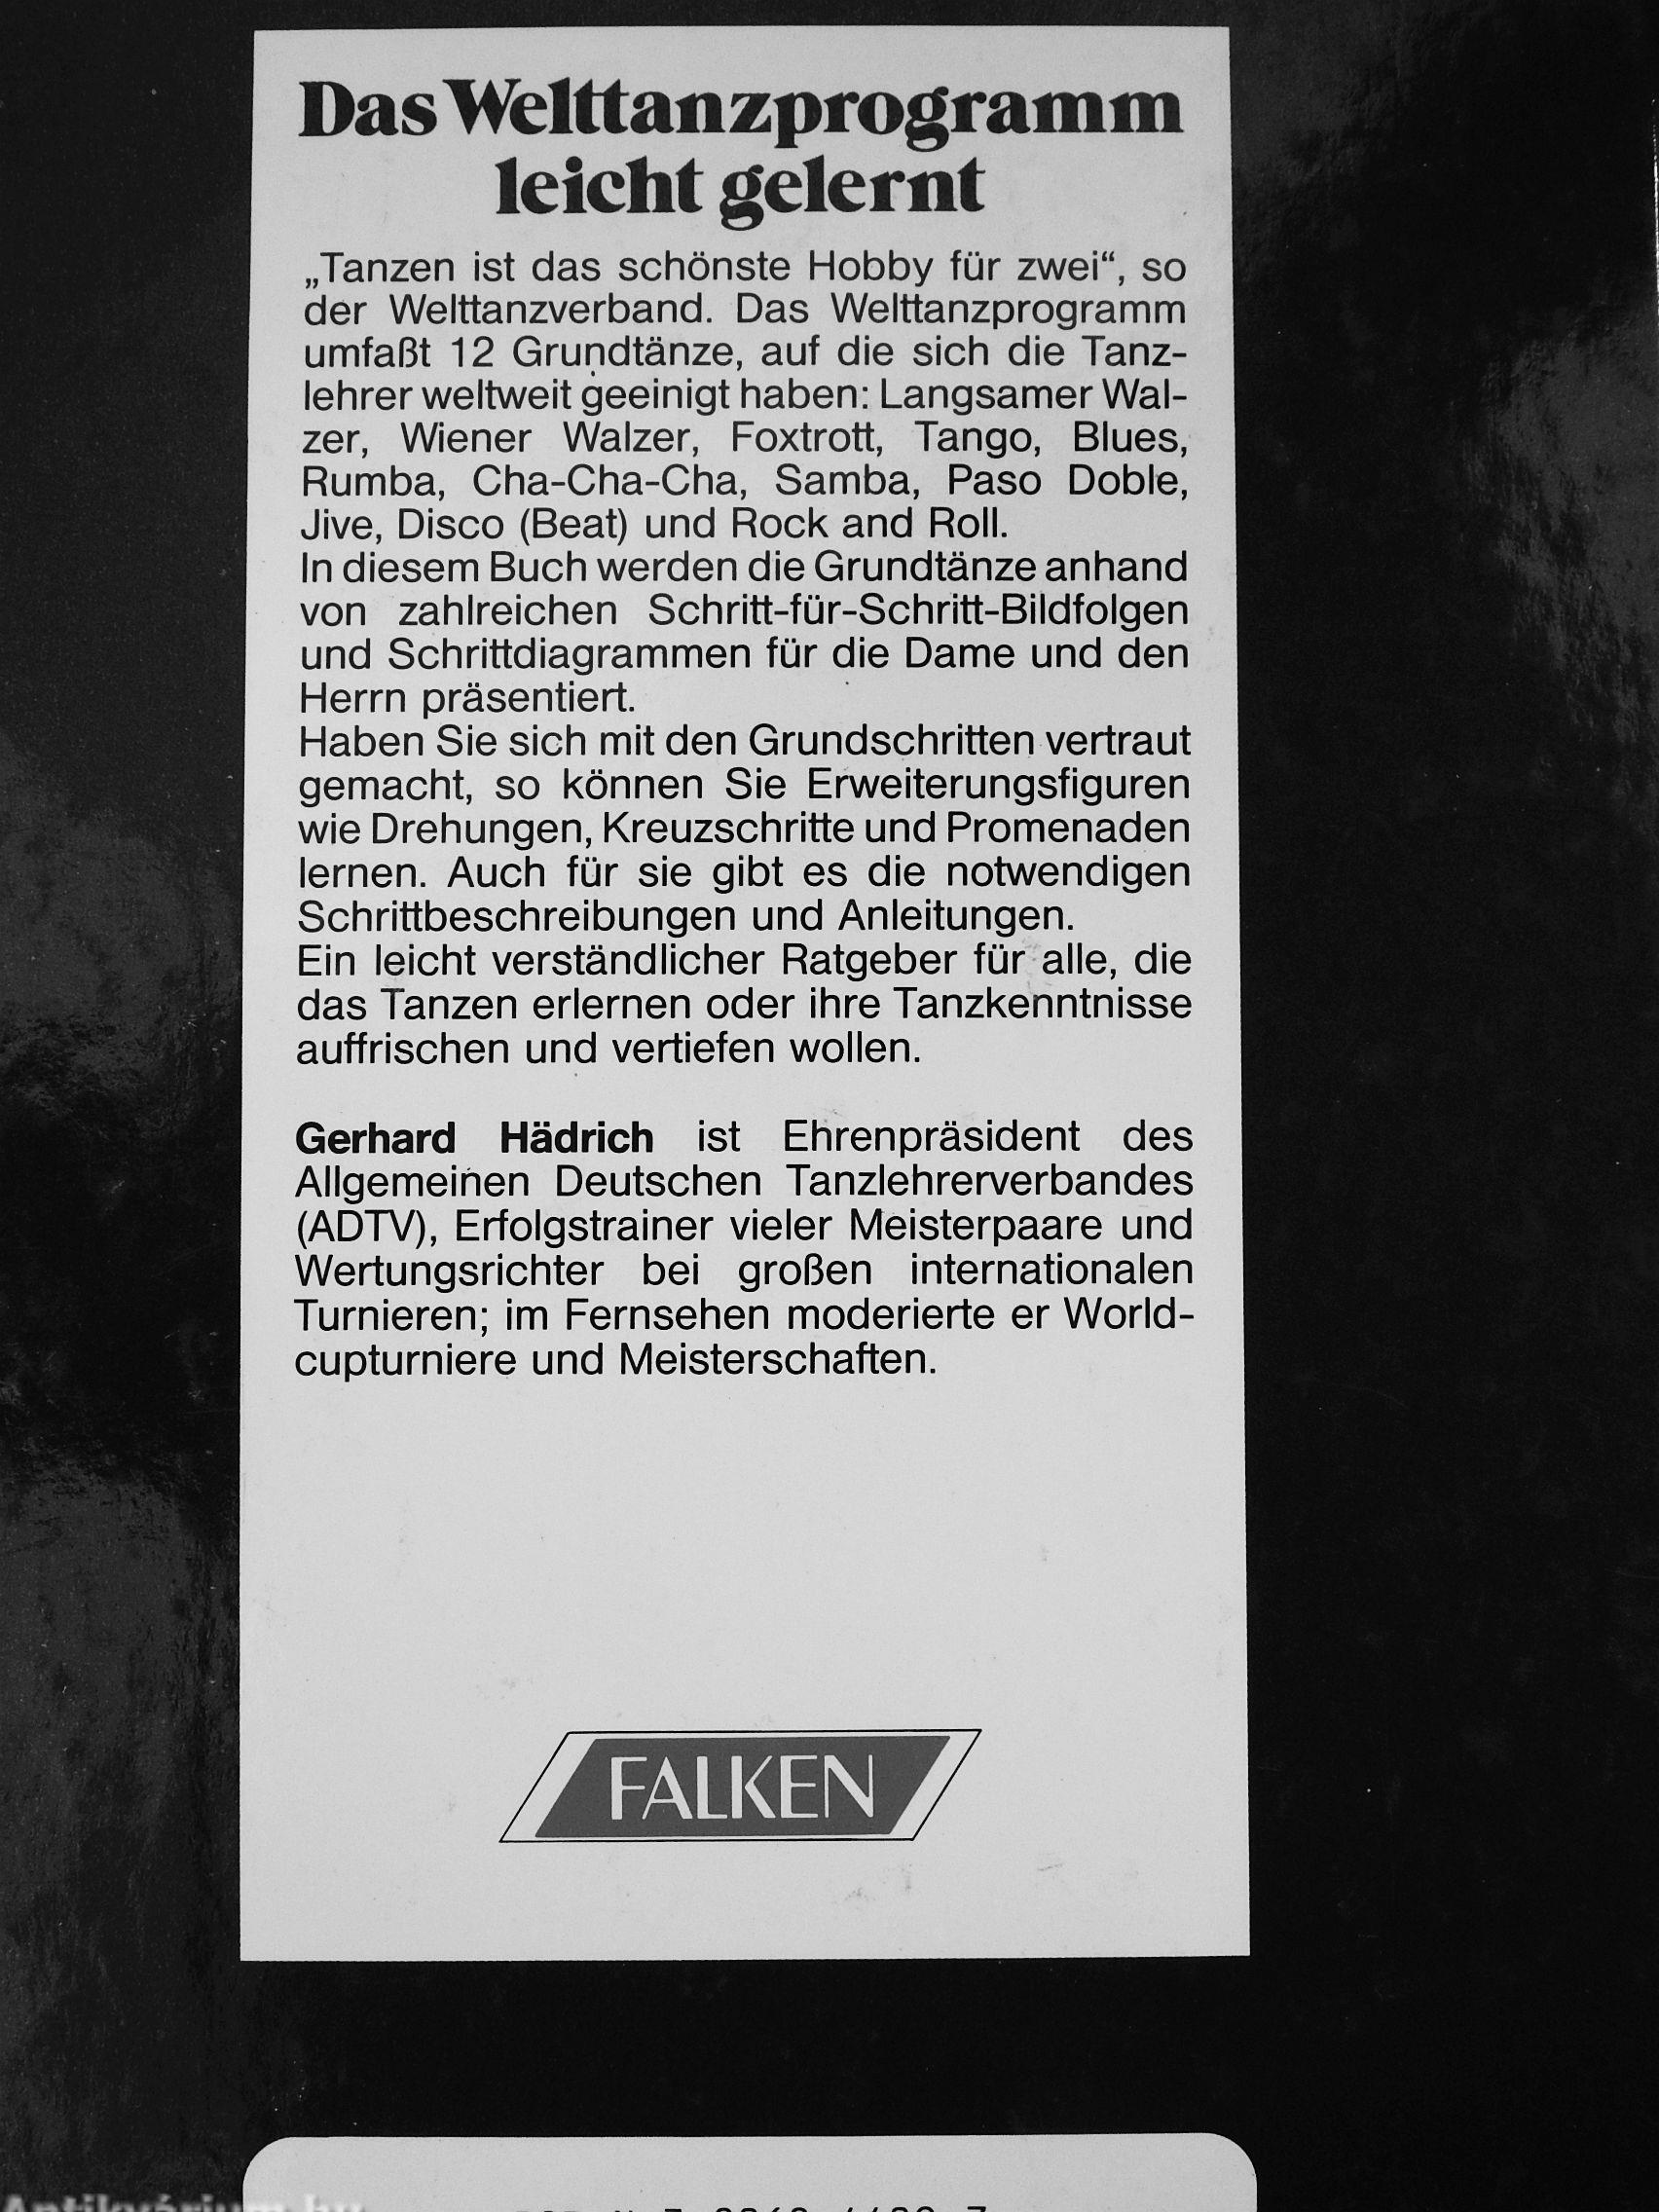 Das Welttanzprogramm
leicht gelernt
„Tanzen ist das schönste Hobby für zwei“, so
der Welttanzverband. Das Welttanzprogramm
umfaßt 12 Grundtänze, auf die sich die Tanz-
lehrer weltweit geeinigt haben: Langsamer Wal-
zer, Wiener Walzer, Foxtrott, Tango, Blues,
Rumba, Cha-Cha-Cha, Samba, Paso Doble,
Jive, Disco (Beat) und Rock and Roll.
In diesem Buch werden die Grundtänze anhand
von zahlreichen Schritt-für-Schritt-Bildfolgen
und Schrittdiagrammen für die Dame und den
Herrn präsentiert.
Haben Sie sich mit den Grundschritten vertraut
gemacht, so können Sie Erweiterungsfiguren
wie Drehungen, Kreuzschritte und Promenaden
lernen. Auch für sie gibt es die notwendigen
Schrittbeschreibungen und Anleitungen.
Ein leicht verständlicher Ratgeber für alle, die
das Tanzen erlernen oder ihre Tanzkenntnisse
auffrischen und vertiefen wollen.
Gerhard Hädrich ist Ehrenpräsident des
Allgemeinen Deutschen Tanzlehrerverbandes
(ADTV), Erfolgstrainer vieler Meisterpaare und
Wertungsrichter bei großen internationalen
Turnieren; im Fernsehen moderierte er World-
cupturniere und Meisterschaften.
FALKEN